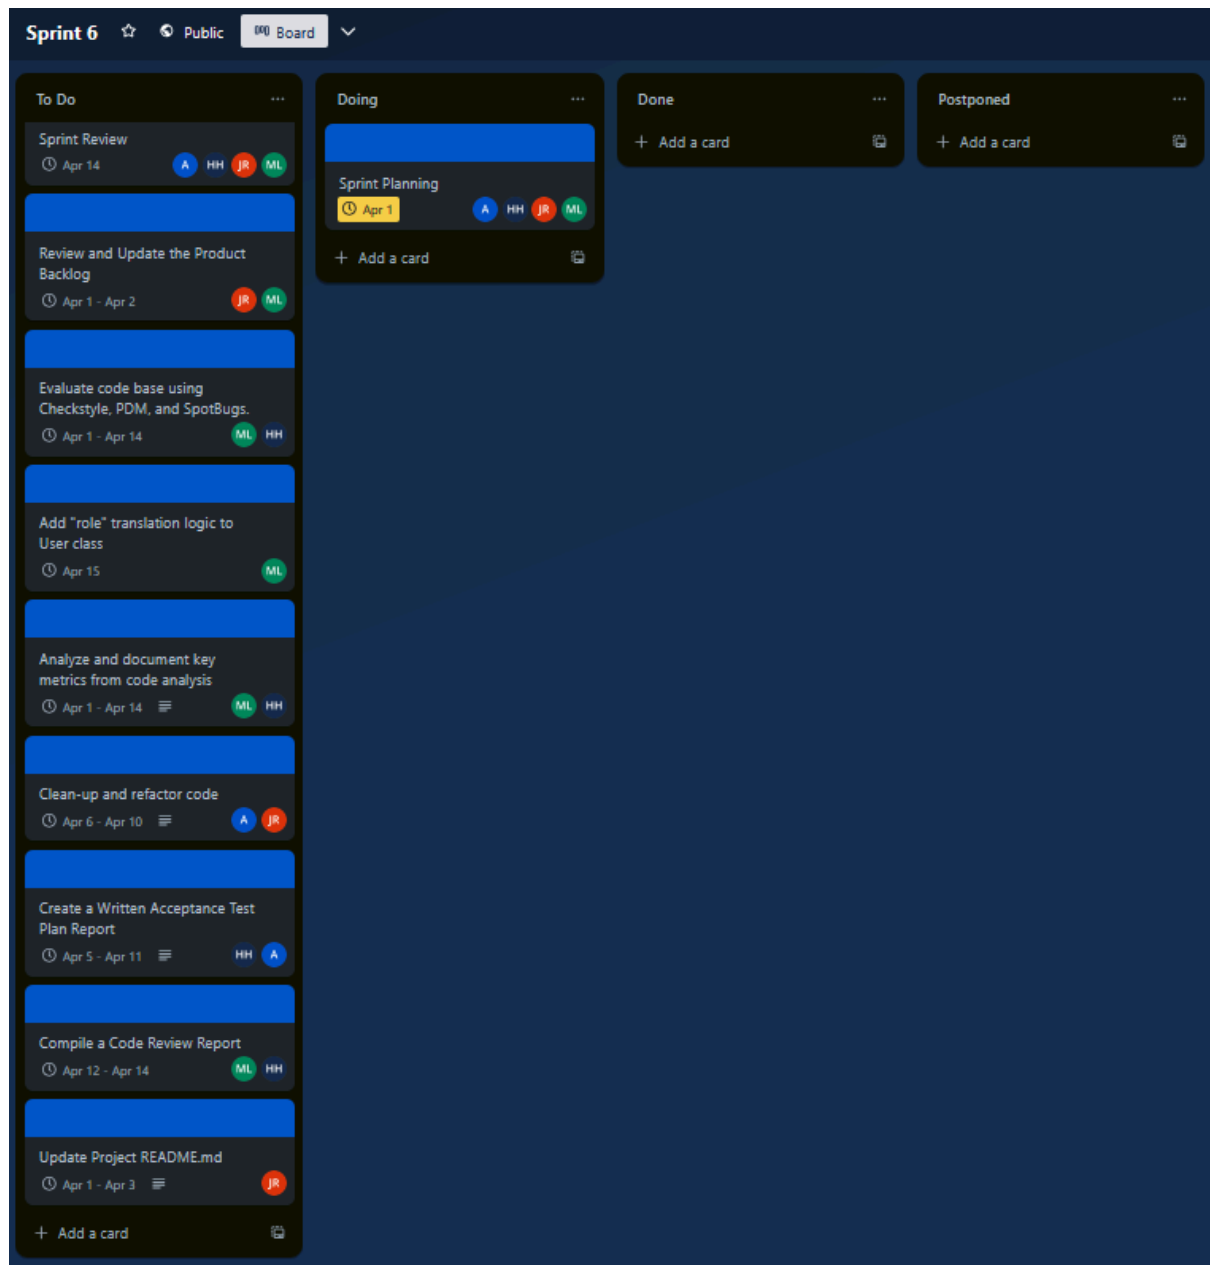 Sprint 6 Public Board
To Do
Sprint Review
Apr 14 A HH JR ML
Review and Update the Product
Backlog
Apr 1 - Apr 2 JR ML
Evaluate code base using
Checkstyle, PDM, and SpotBugs.
Apr 1 - Apr 14 ML HH
Add "role" translation logic to
User class
Apr 15 ML
Analyze and document key
metrics from code analysis
Apr 1 - Apr 14 ML HH
Clean-up and refactor code
Apr 6 - Apr 10 A JR
Create a Written Acceptance Test
Plan Report
Apr 5 - Apr 11 HH A
Compile a Code Review Report
Apr 12 - Apr 14 ML HH
Update Project README.md
Apr 1 - Apr 3 JR
+ Add a card
Doing
Sprint Planning
Apr 1 A HH JR ML
+ Add a card
Done
+ Add a card
Postponed
+ Add a card